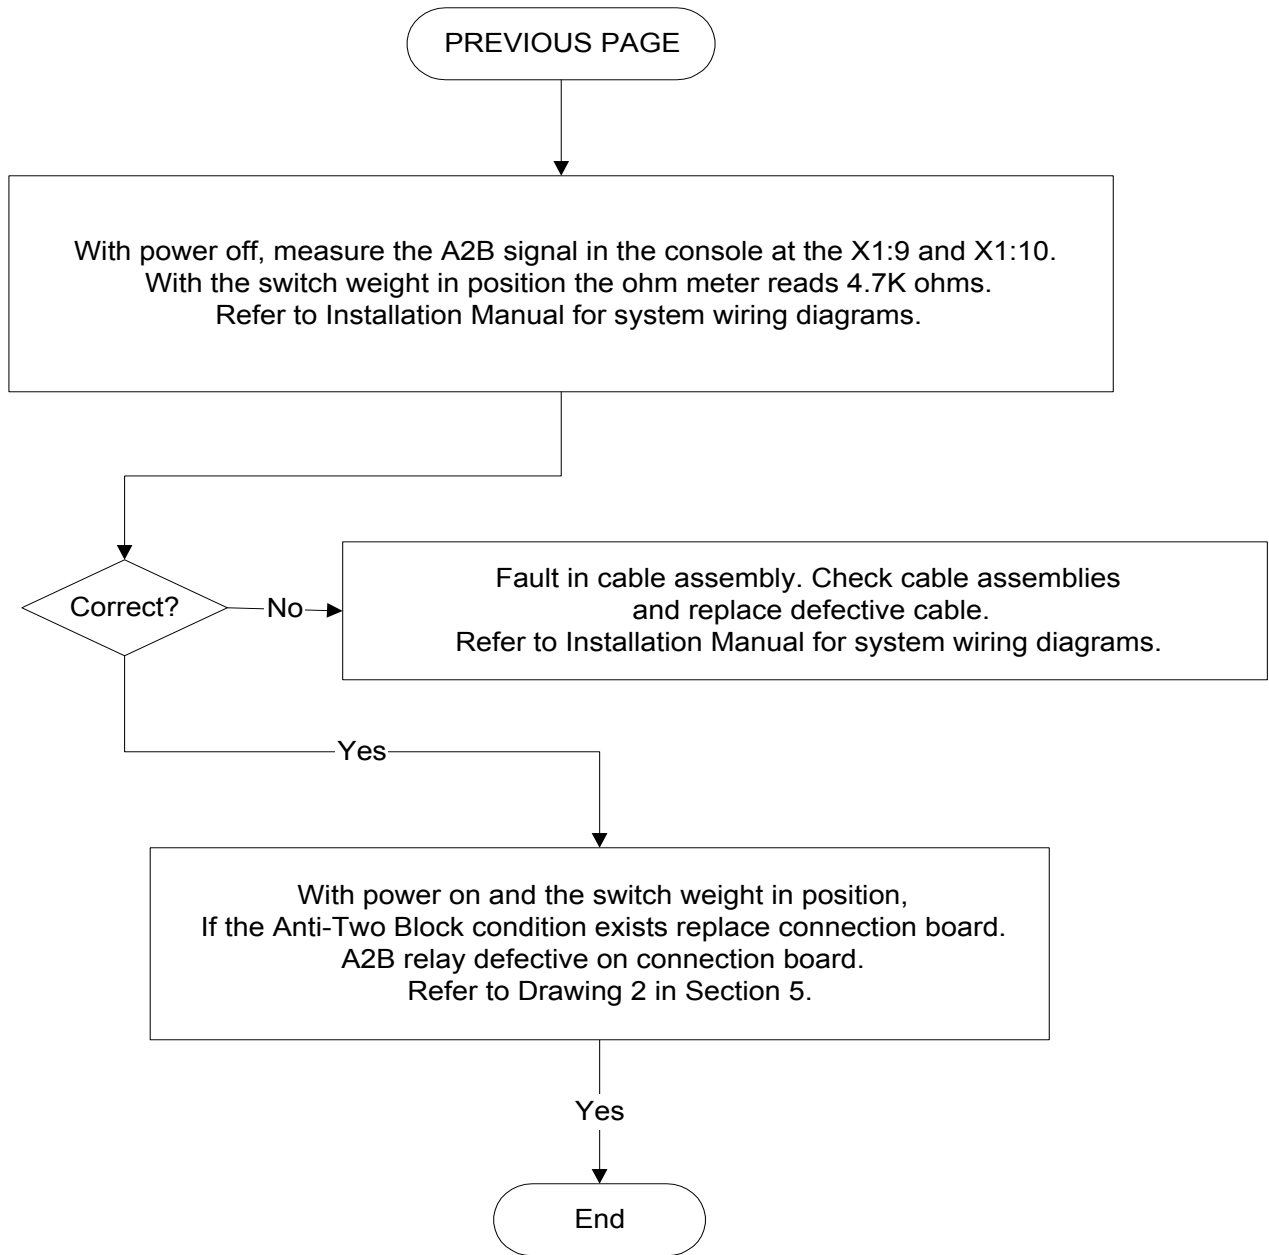 PREVIOUS PAGE
With power off, measure the A2B signal in the console at the X1:9 and X1:10.
With the switch weight in position the ohm meter reads 4.7K ohms.
Refer to Installation Manual for system wiring diagrams.
Correct?
No
Fault in cable assembly. Check cable assemblies
and replace defective cable.
Refer to Installation Manual for system wiring diagrams.
Yes
With power on and the switch weight in position,
If the Anti-Two Block condition exists replace connection board.
A2B relay defective on connection board.
Refer to Drawing 2 in Section 5.
Yes
End